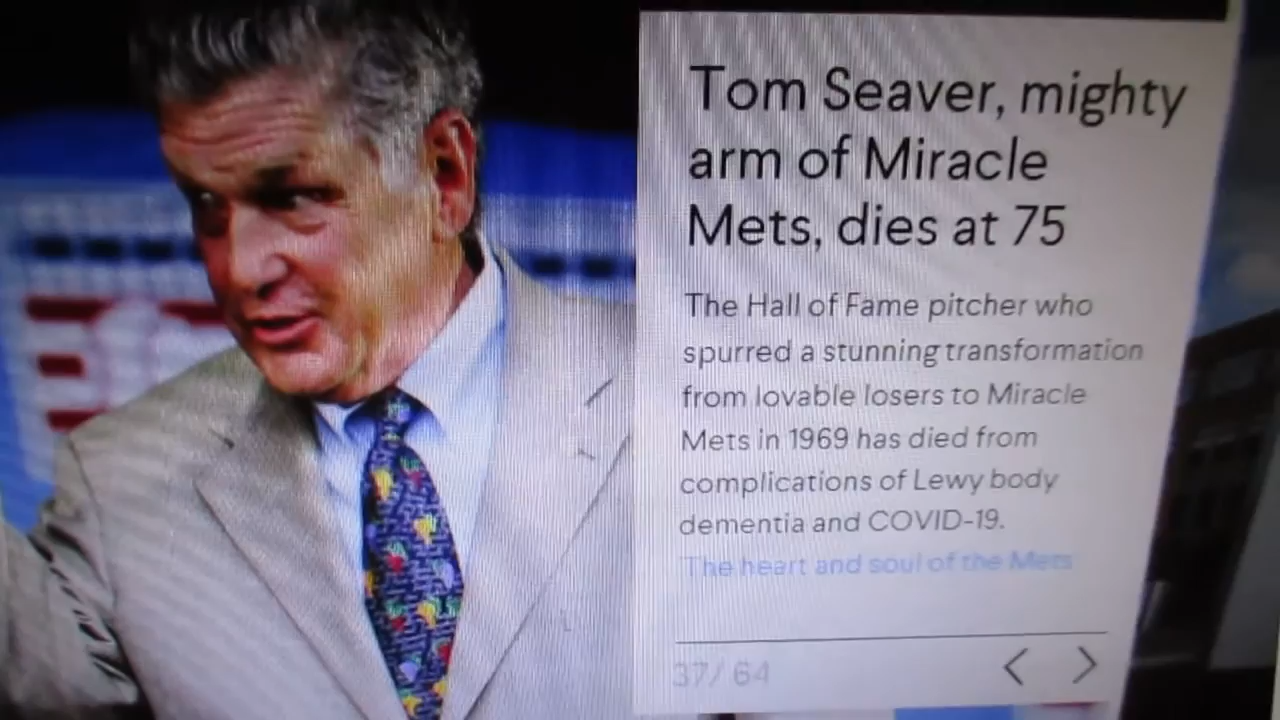 Tom Seaver, mighty
arm of Miracle
Mets, dies at 75
The Hall of Fame pitcher who
spurred a stunning transformation
from lovable losers to Miracle
Mets in 1969 has died from
complications of Lewy body
dementia and COVID-19.
The heart and soul of the Mets
37/ 64